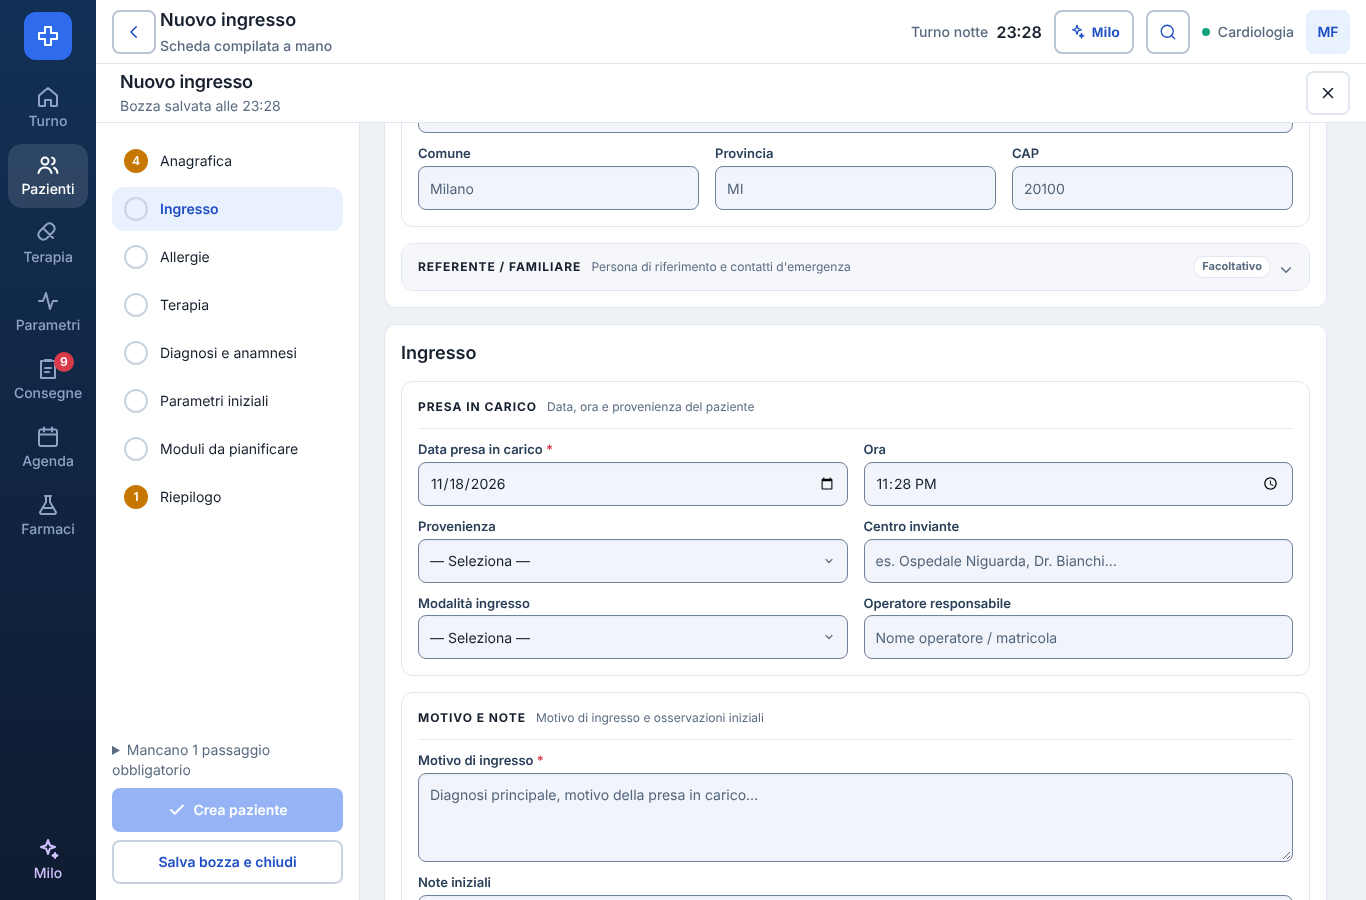 Turno
Pazienti
Terapia
Parametri
9
Consegne
Agenda
Farmaci
Milo
Nuovo ingresso
Scheda compilata a mano
Turno notte 23:28
Milo
Cardiologia
MF
Nuovo ingresso
Bozza salvata alle 23:28
4 Anagrafica
Ingresso
Allergie
Terapia
Diagnosi e anamnesi
Parametri iniziali
Moduli da pianificare
1 Riepilogo
Mancano 1 passaggio
obbligatorio
Crea paziente
Salva bozza e chiudi
Comune
Milano
Provincia
MI
CAP
20100
REFERENTE / FAMILIARE Persona di riferimento e contatti d'emergenza
Facoltativo
Ingresso
PRESA IN CARICO Data, ora e provenienza del paziente
Data presa in carico *
11/18/2026
Ora
11:28 PM
Provenienza
— Seleziona —
Centro inviante
es. Ospedale Niguarda, Dr. Bianchi...
Modalità ingresso
— Seleziona —
Operatore responsabile
Nome operatore / matricola
MOTIVO E NOTE Motivo di ingresso e osservazioni iniziali
Motivo di ingresso *
Diagnosi principale, motivo della presa in carico...
Note iniziali